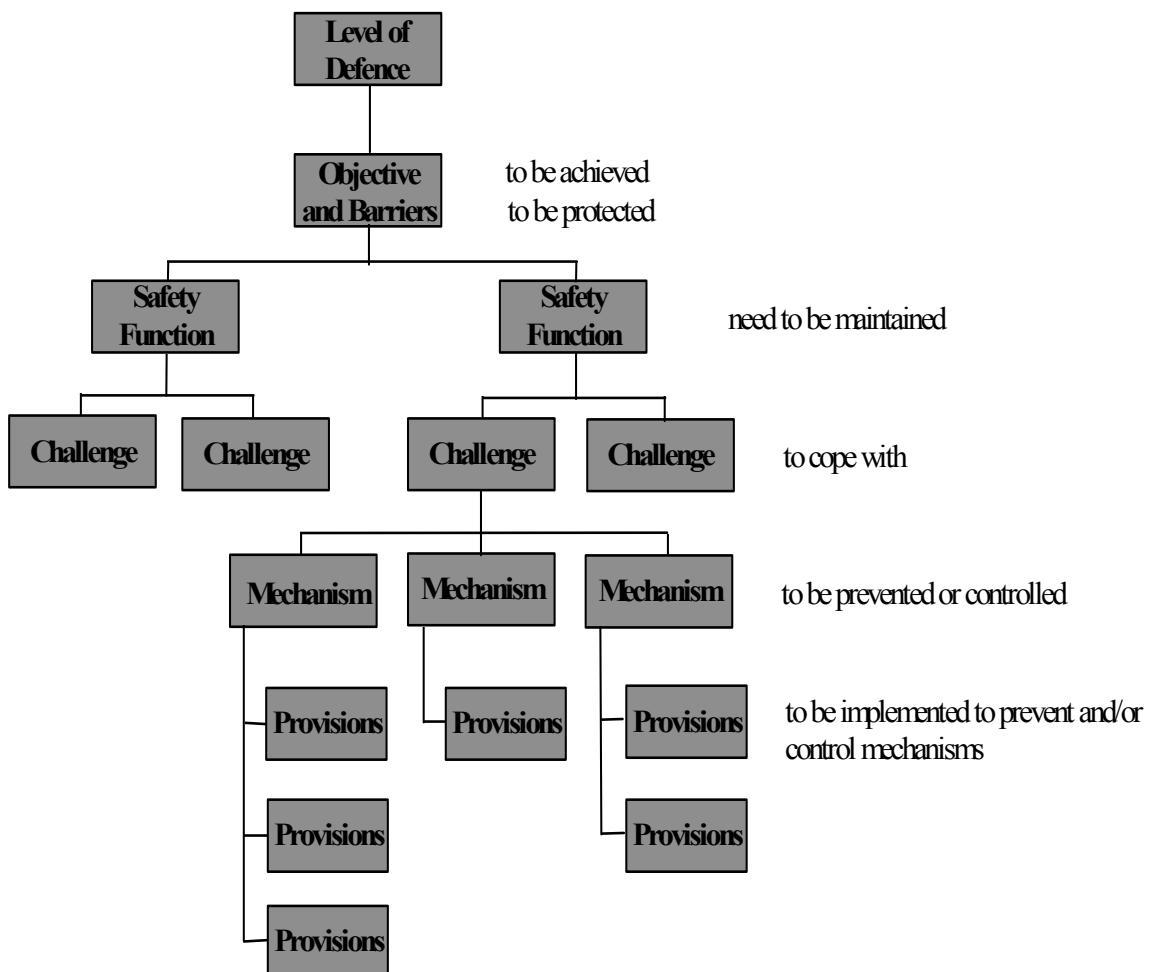 Level of
Defence
Objective
and Barriers
to be achieved
to be protected
Safety
Function
Safety
Function
need to be maintained
Challenge
Challenge
Challenge
Challenge
to cope with
Mechanism
Mechanism
Mechanism
to be prevented or controlled
Provisions
Provisions
Provisions
to be implemented to prevent and/or
control mechanisms
Provisions
Provisions
Provisions